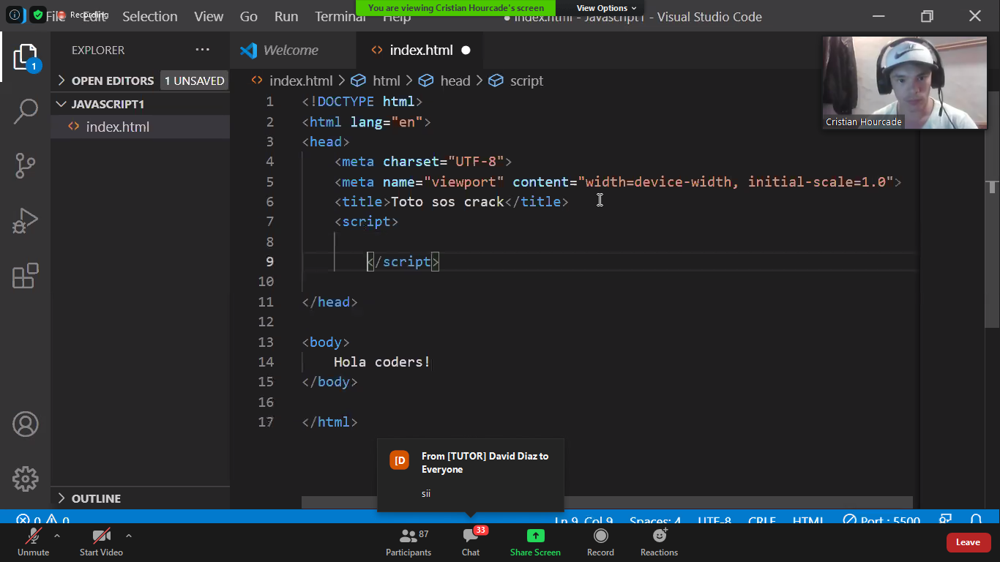 You are viewing Cristian Hourcade's screen
View Options
Recording
File Edit Selection View Go Run Terminal Help
index.html - Javascript1 - Visual Studio Code
EXPLORER
Welcome
index.html
1
OPEN EDITORS 1 UNSAVED
JAVASCRIPT1
index.html
index.html > html > head > script
1 <!DOCTYPE html>
2 <html lang="en">
3 <head>
4 <meta charset="UTF-8">
5 <meta name="viewport" content="width=device-width, initial-scale=1.0">
6 <title>Toto sos crack</title>
7 <script>
8
9 </script>
10
11 </head>
12
13 <body>
14 Hola coders!
15 </body>
16
17 </html>
Cristian Hourcade
OUTLINE
[D
From [TUTOR] David Diaz to
Everyone
sii
0 0
Ln 9, Col 9 Spaces: 4 UTF-8 CRLF HTML Port : 5500
Unmute
Start Video
87
Participants
33
Chat
Share Screen
Record
Reactions
Leave